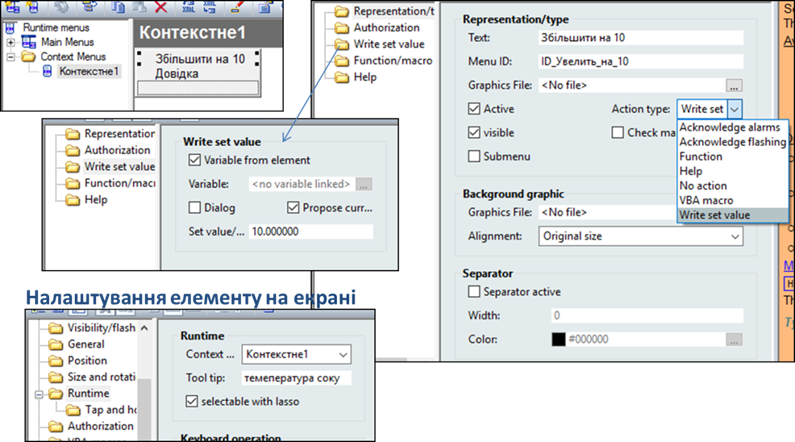 Runtime menus
Main Menus
Context Menus
Контекстне1
Контекстне1
Збільшити на 10
Довідка
Representation/t
Authorization
Write set value
Function/macro
Help
Representation/type
Text: Збільшити на 10
Menu ID: ID_Увелить_на_10
Graphics File: <No file> ...
Active
Action type: Write set
visible
Check ma
Submenu
Acknowledge alarms
Acknowledge flashing
Function
Help
No action
VBA macro
Write set value
Background graphic
Graphics File: <No file>
Alignment: Original size
Separator
Separator active
Width: 0
Color: #000000 ...
Representation
Authorization
Write set value
Function/macı
Help
Write set value
Variable from element
Variable: <no variable linked> ...
Dialog
Propose curr...
Set value/... 10.000000
Налаштування елементу на екрані
Visibility/flash
General
Position
Size and rotati
Runtime
Tap and ho
Authorization
VBA macros
Runtime
Context ... Контекстне1
Tool tip: темепература соку
selectable with lasso
Keyboard operation